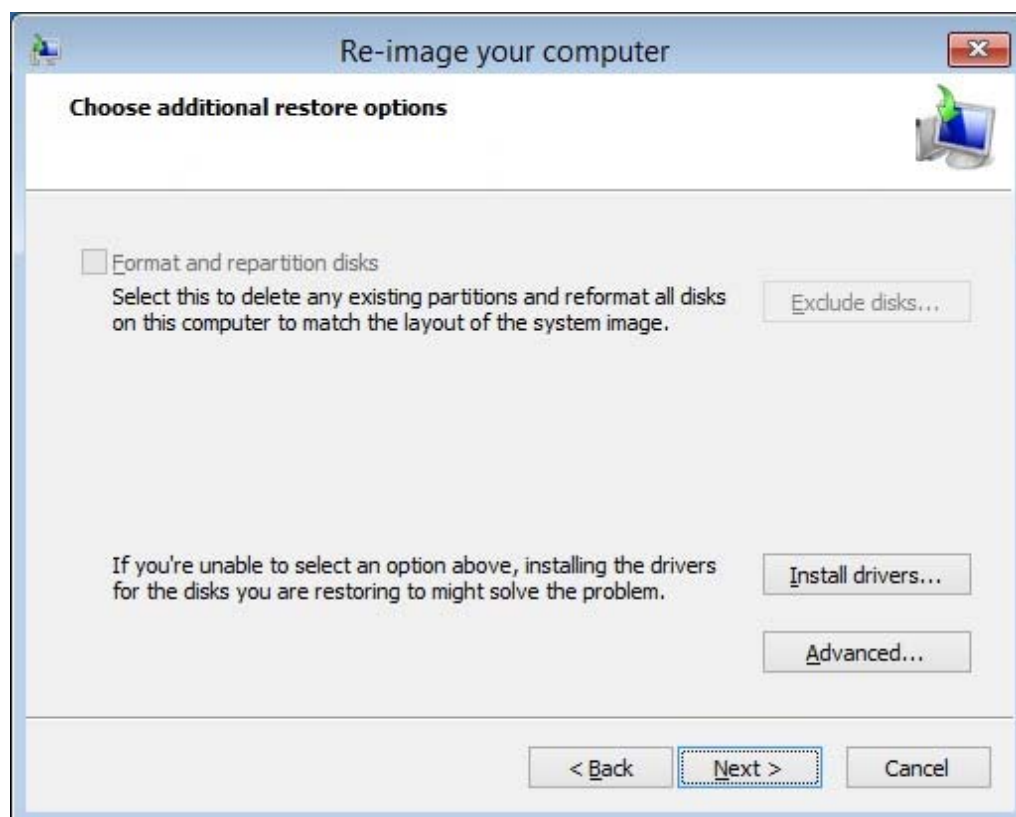 Re-image your computer
Choose additional restore options
Format and repartition disks
Select this to delete any existing partitions and reformat all disks
on this computer to match the layout of the system image.
Exclude disks...
If you're unable to select an option above, installing the drivers
for the disks you are restoring to might solve the problem.
Install drivers...
Advanced...
< Back
Next >
Cancel